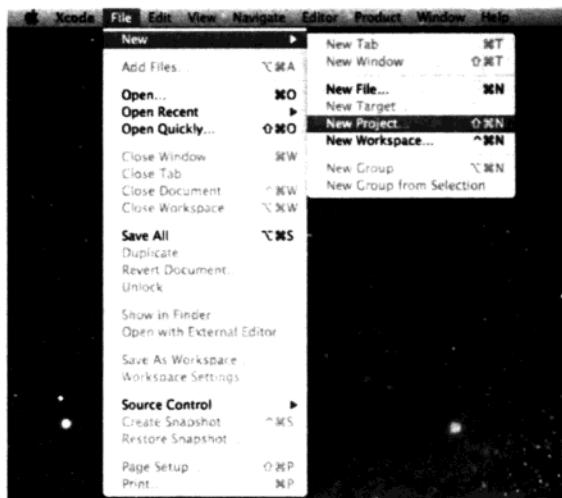 Xcode File Edit View Navigate Editor Product Window Help
New
Add Files... ⌥⌘A
Open... ⌘O
Open Recent
Open Quickly... ⇧⌘O
Close Window ⌘W
Close Tab
Close Document ^⌘W
Close Workspace ⌥⌘W
Save All ⌥⌘S
Duplicate
Revert Document...
Unlock
Show in Finder
Open with External Editor
Save As Workspace...
Workspace Settings...
Source Control
Create Snapshot... ^⌘S
Restore Snapshot...
Page Setup... ⇧⌘P
Print... ⌘P
New Tab ⌘T
New Window ⇧⌘T
New File... ⌘N
New Target...
New Project... ⇧⌘N
New Workspace... ^⌘N
New Group ⌥⌘N
New Group from Selection